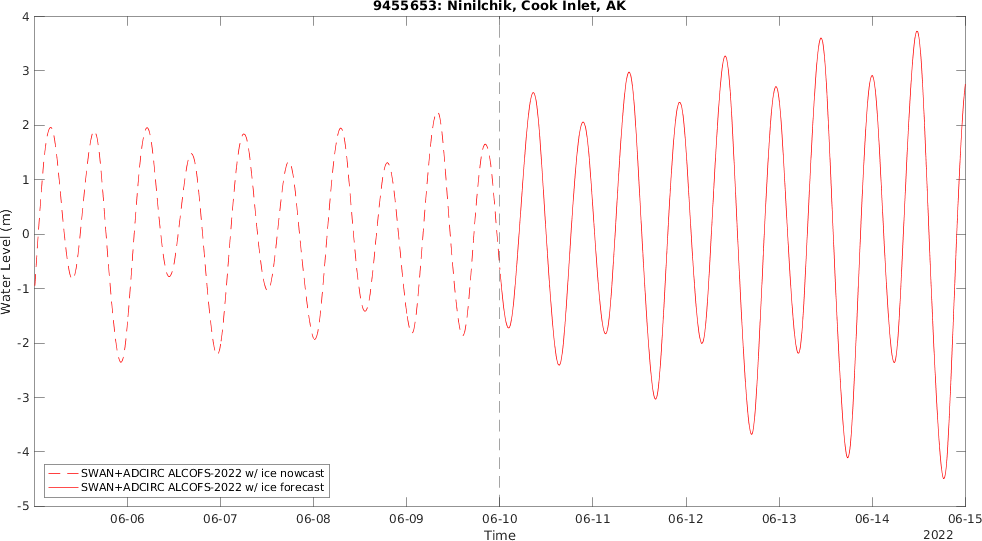 9455653: Ninilchik, Cook Inlet, AK
4
3
2
1
0
-1
-2
-3
-4
-5
Water Level (m)
SWAN+ADCIRC ALCOFS-2022 w/ ice nowcast
SWAN+ADCIRC ALCOFS-2022 w/ ice forecast
06-06 06-07 06-08 06-09 06-10 06-11 06-12 06-13 06-14 06-15
Time
2022